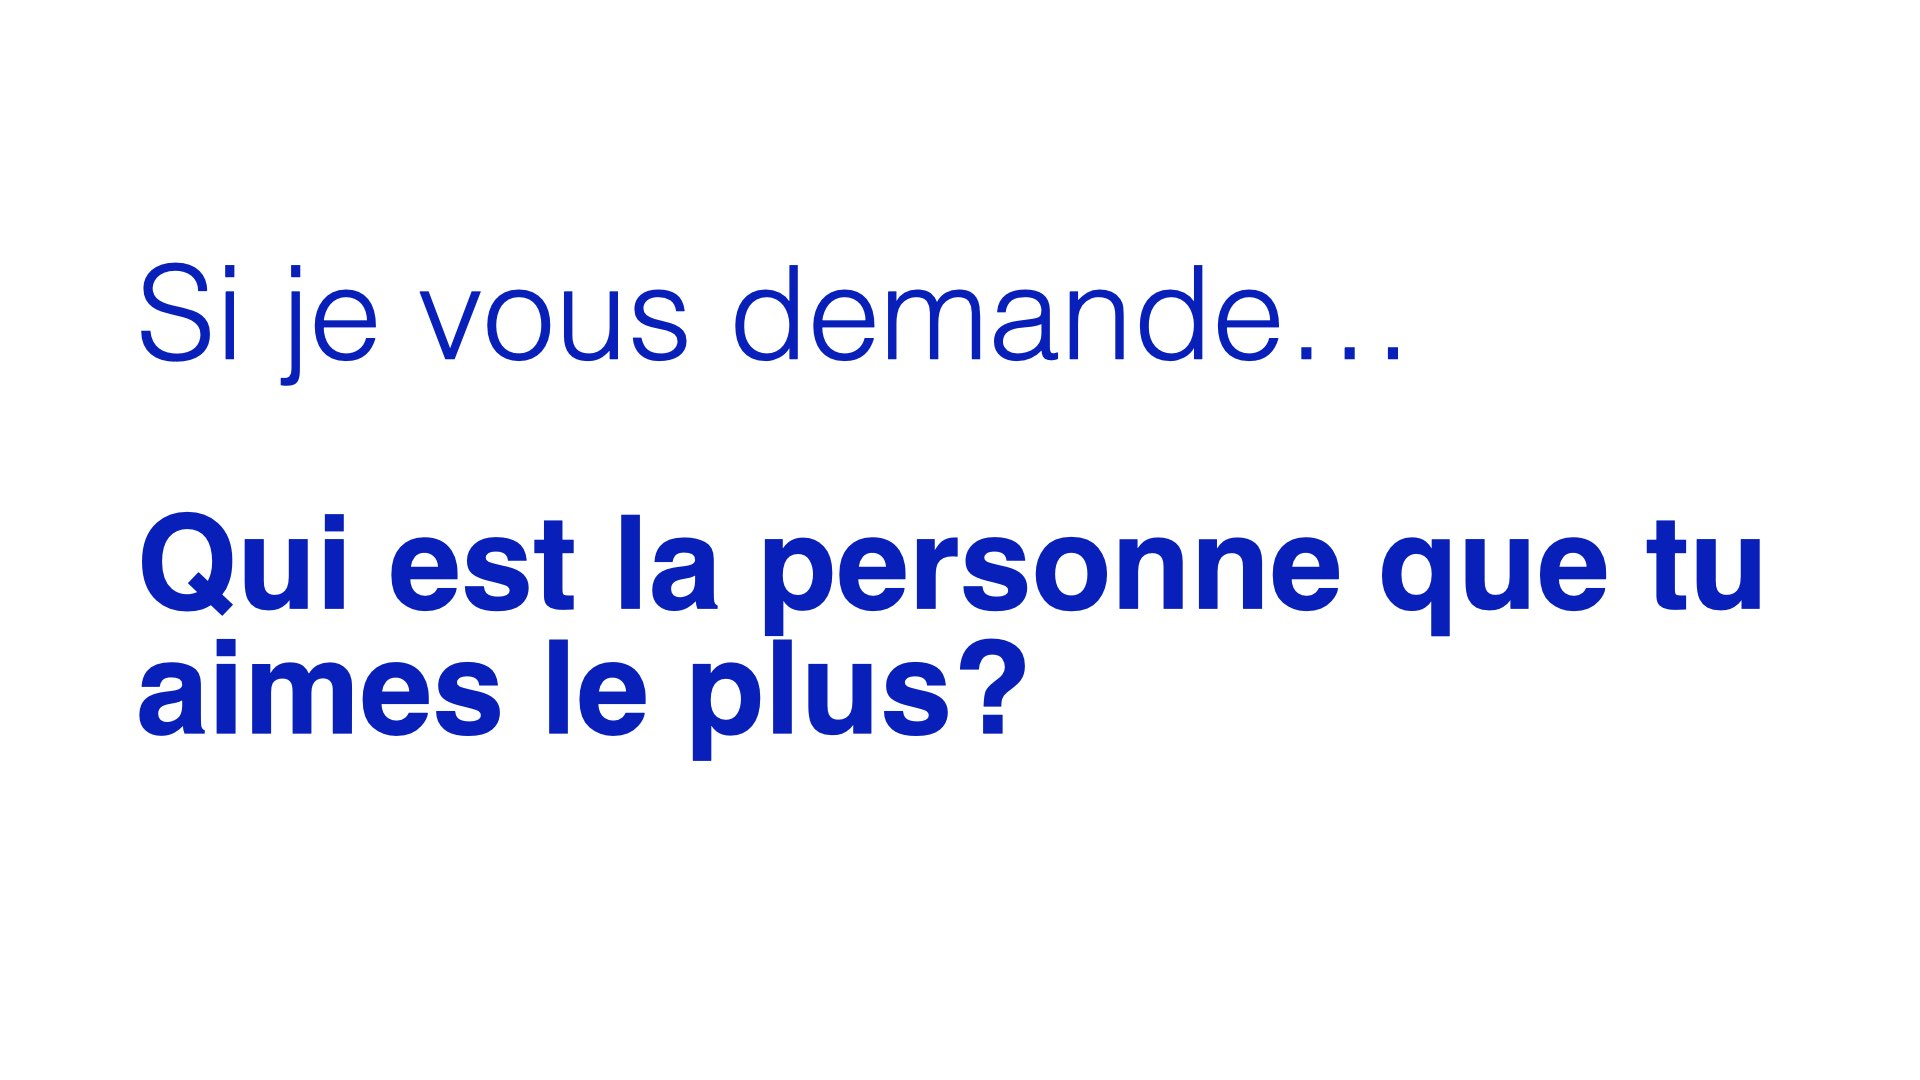 Si je vous demande…
Qui est la personne que tu
aimes le plus?